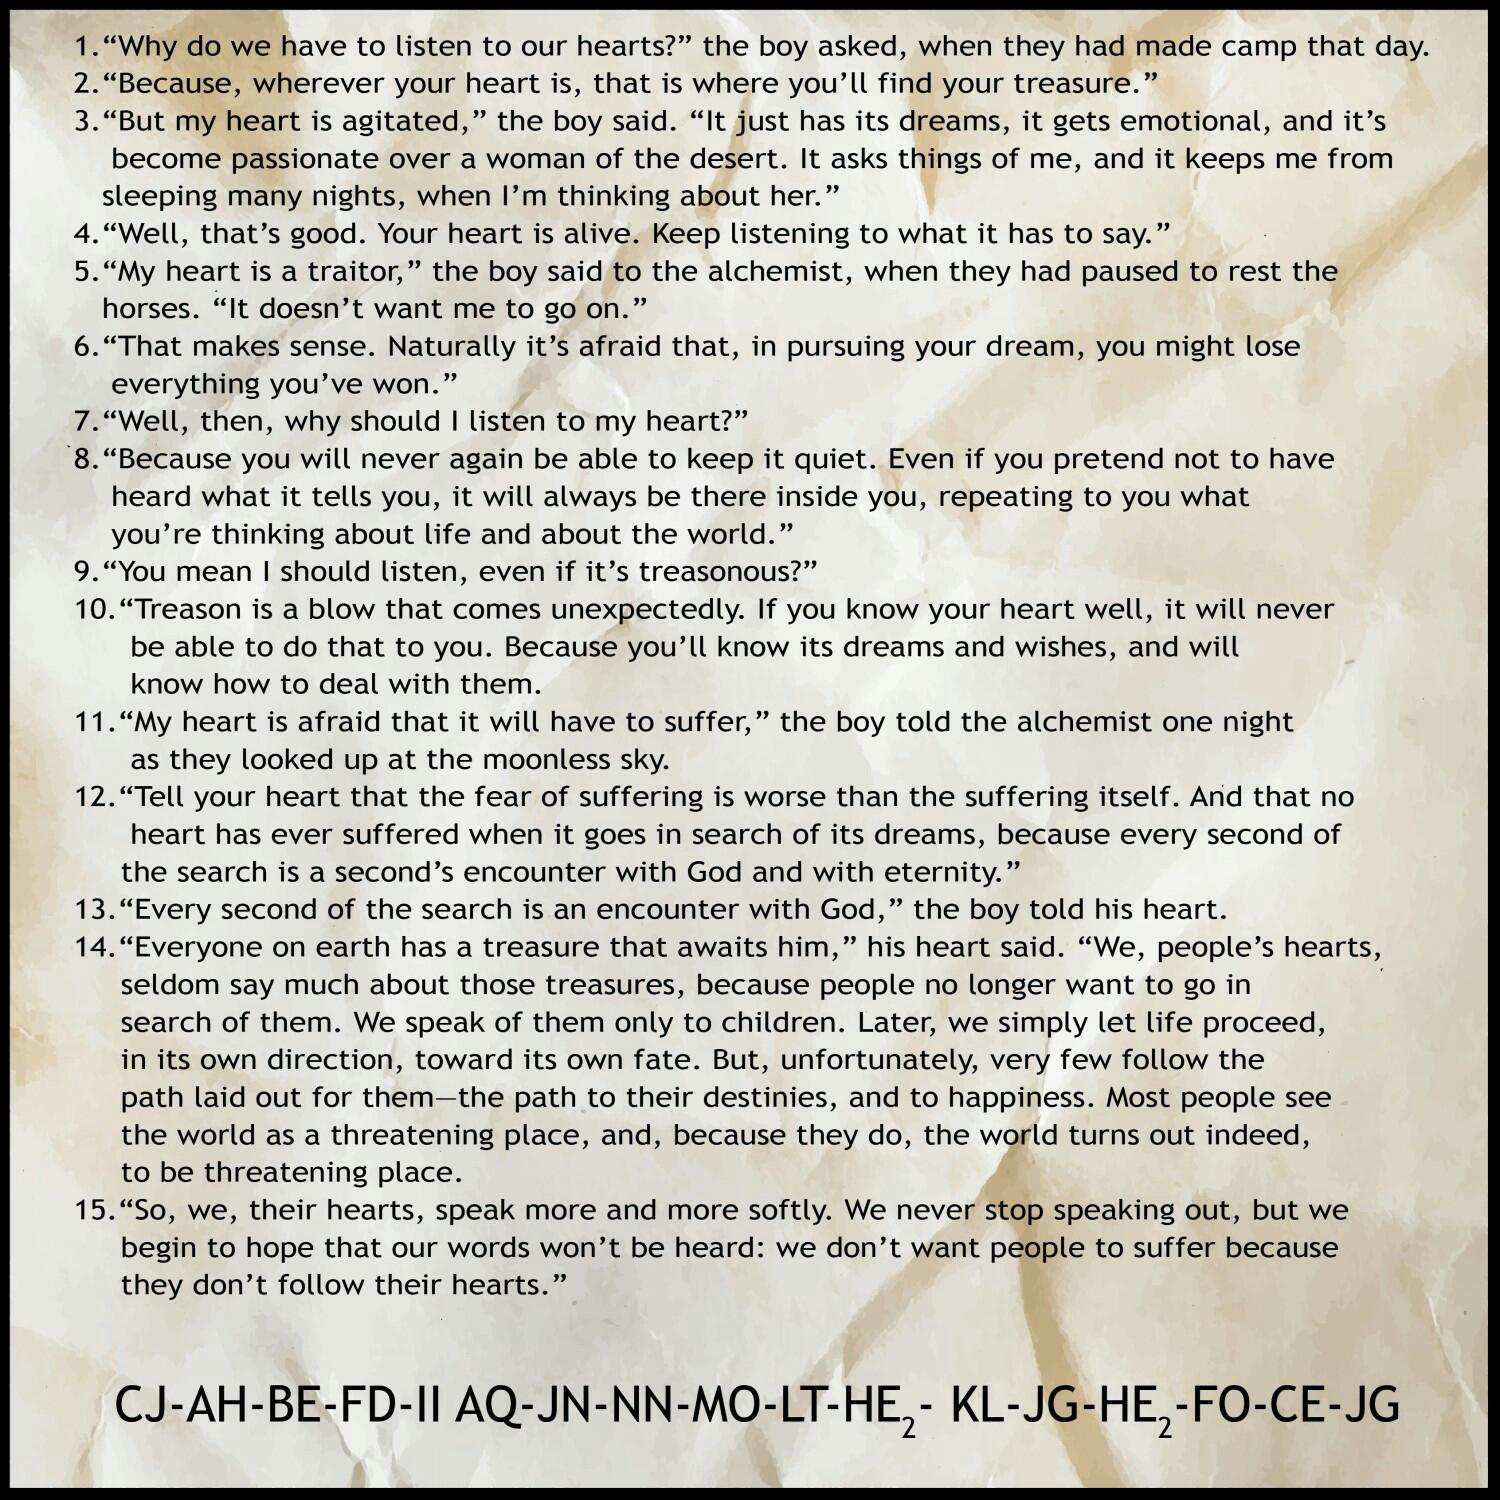 1.“Why do we have to listen to our hearts?” the boy asked, when they had made camp that day.
2.“Because, wherever your heart is, that is where you’ll find your treasure.”
3.“But my heart is agitated,” the boy said. “It just has its dreams, it gets emotional, and it’s
become passionate over a woman of the desert. It asks things of me, and it keeps me from
sleeping many nights, when I’m thinking about her.”
4.“Well, that’s good. Your heart is alive. Keep listening to what it has to say.”
5.“My heart is a traitor,” the boy said to the alchemist, when they had paused to rest the
horses. “It doesn’t want me to go on.”
6.“That makes sense. Naturally it’s afraid that, in pursuing your dream, you might lose
everything you’ve won.”
7.“Well, then, why should I listen to my heart?”
8.“Because you will never again be able to keep it quiet. Even if you pretend not to have
heard what it tells you, it will always be there inside you, repeating to you what
you’re thinking about life and about the world.”
9.“You mean I should listen, even if it’s treasonous?”
10.“Treason is a blow that comes unexpectedly. If you know your heart well, it will never
be able to do that to you. Because you’ll know its dreams and wishes, and will
know how to deal with them.
11.“My heart is afraid that it will have to suffer,” the boy told the alchemist one night
as they looked up at the moonless sky.
12.“Tell your heart that the fear of suffering is worse than the suffering itself. And that no
heart has ever suffered when it goes in search of its dreams, because every second of
the search is a second’s encounter with God and with eternity.”
13.“Every second of the search is an encounter with God,” the boy told his heart.
14.“Everyone on earth has a treasure that awaits him,” his heart said. “We, people’s hearts,
seldom say much about those treasures, because people no longer want to go in
search of them. We speak of them only to children. Later, we simply let life proceed,
in its own direction, toward its own fate. But, unfortunately, very few follow the
path laid out for them—the path to their destinies, and to happiness. Most people see
the world as a threatening place, and, because they do, the world turns out indeed,
to be threatening place.
15.“So, we, their hearts, speak more and more softly. We never stop speaking out, but we
begin to hope that our words won’t be heard: we don’t want people to suffer because
they don’t follow their hearts.”
CJ-AH-BE-FD-II AQ-JN-NN-MO-LT-HE₂- KL-JG-HE₂-FO-CE-JG